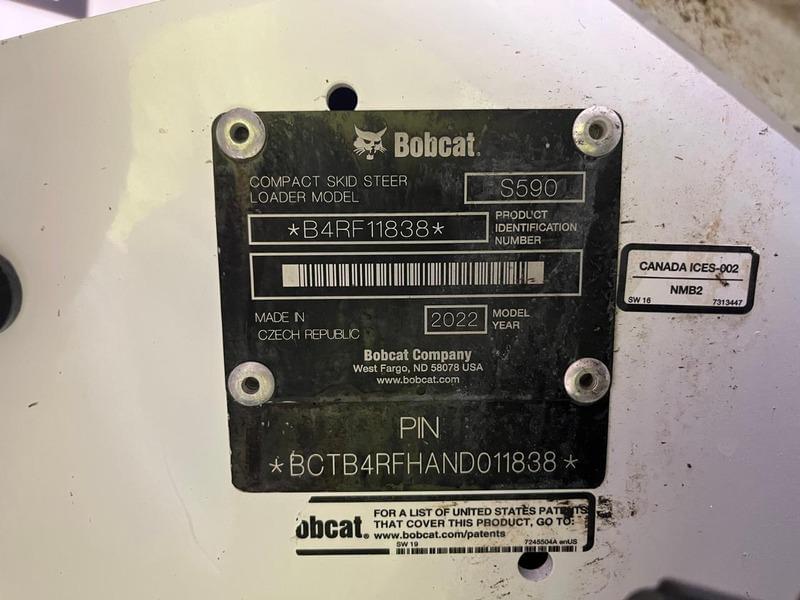 Bobcat.
COMPACT SKID STEER
LOADER MODEL
S590
*B4RF11838*
PRODUCT
IDENTIFICATION
NUMBER
MADE IN
CZECH REPUBLIC
2022
MODEL
YEAR
Bobcat Company
West Fargo, ND 58078 USA
www.bobcat.com
PIN
*BCTB4RFHAND011838*
CANADA ICES-002
NMB2
SW 16 7313447
obcat.
FOR A LIST OF UNITED STATES PATENTS
THAT COVER THIS PRODUCT, GO TO:
www.bobcat.com/patents
SW 19 7245504A enUS